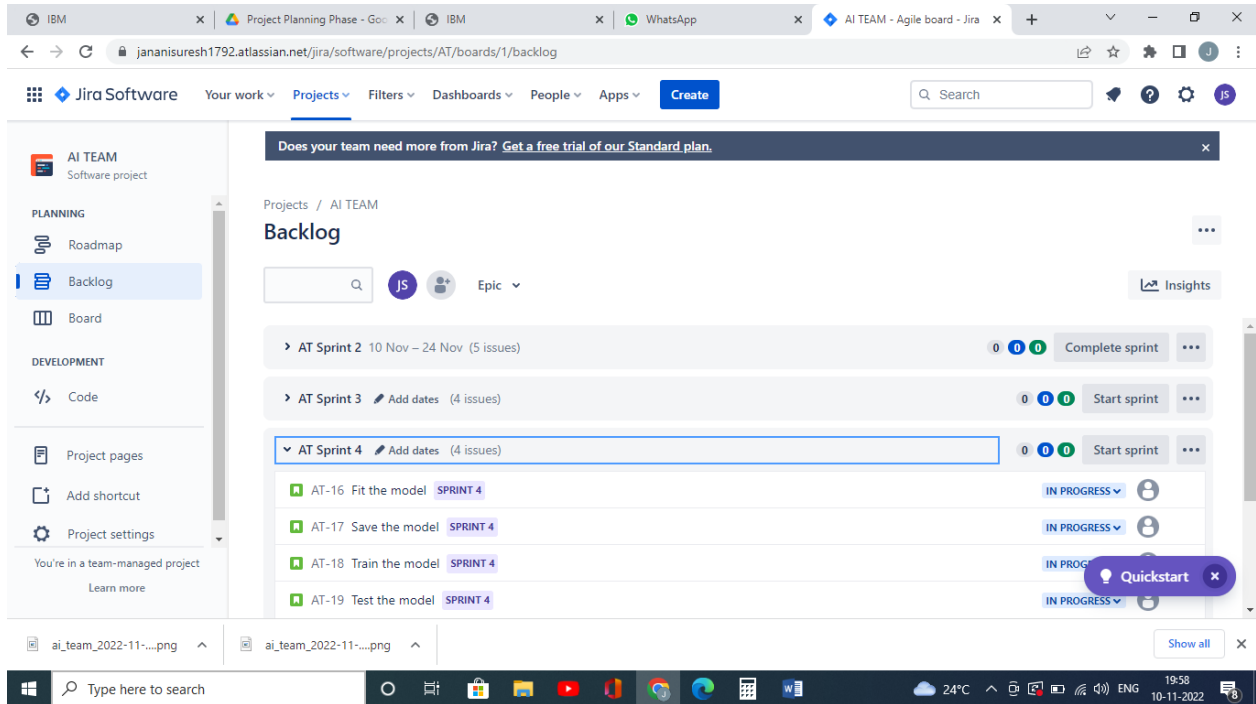 IBM
Project Planning Phase - Goo
IBM
WhatsApp
AI TEAM - Agile board - Jira
jananisuresh1792.atlassian.net/jira/software/projects/AT/boards/1/backlog
J
Jira Software
Your work
Projects
Filters
Dashboards
People
Apps
Create
Search
JS
AI TEAM
Software project
PLANNING
Roadmap
Backlog
Board
DEVELOPMENT
Code
Project pages
Add shortcut
Project settings
You're in a team-managed project
Learn more
Does your team need more from Jira? Get a free trial of our Standard plan.
Projects / AI TEAM
Backlog
JS
Epic
Insights
AT Sprint 2 10 Nov – 24 Nov (5 issues) 0 0 0 Complete sprint
AT Sprint 3 Add dates (4 issues) 0 0 0 Start sprint
AT Sprint 4 Add dates (4 issues) 0 0 0 Start sprint
AT-16 Fit the model SPRINT 4 IN PROGRESS
AT-17 Save the model SPRINT 4 IN PROGRESS
AT-18 Train the model SPRINT 4 IN PROG
AT-19 Test the model SPRINT 4 IN PROGRESS
Quickstart
ai_team_2022-11-....png
ai_team_2022-11-....png
Show all
Type here to search
24°C
ENG
19:58
10-11-2022
8